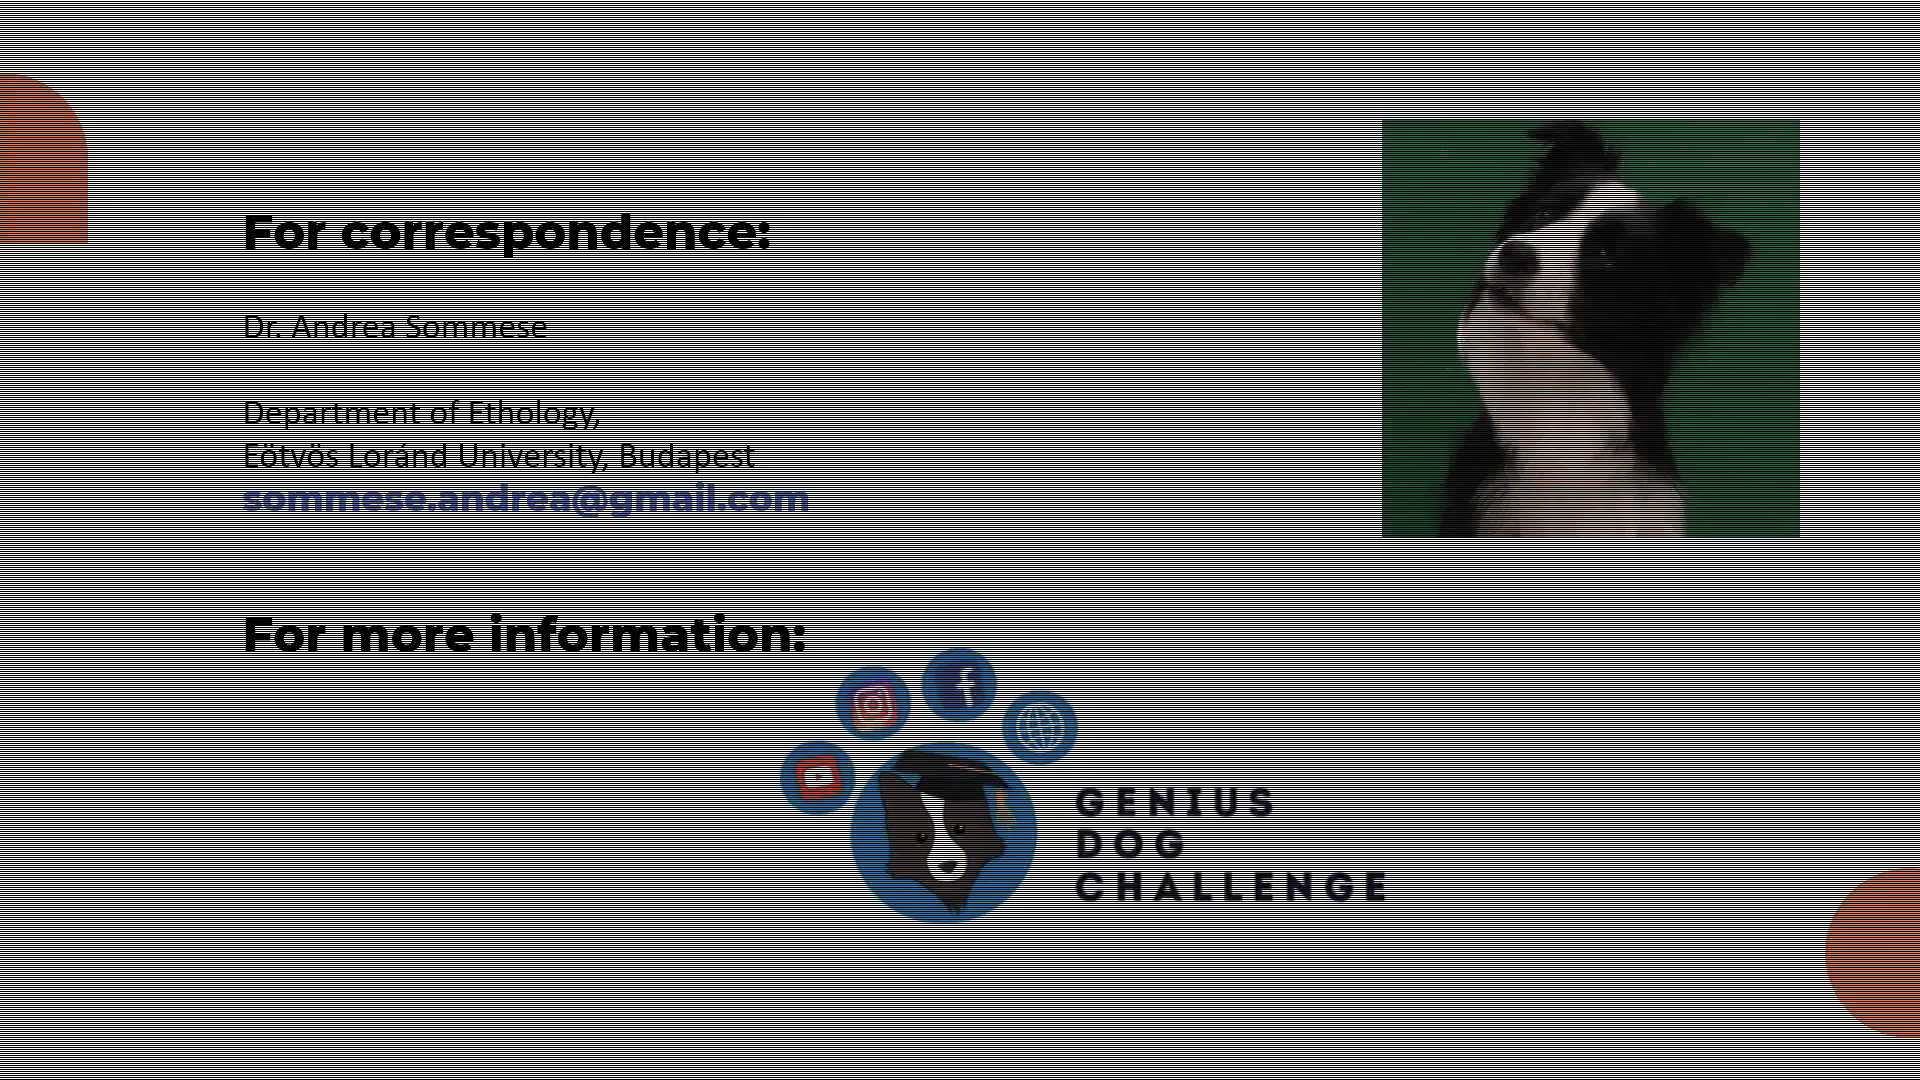 For correspondence:
Dr. Andrea Sommese
Department of Ethology,
Eötvös Loránd University, Budapest
sommese.andrea@gmail.com
For more information:
GENIUS
DOG
CHALLENGE